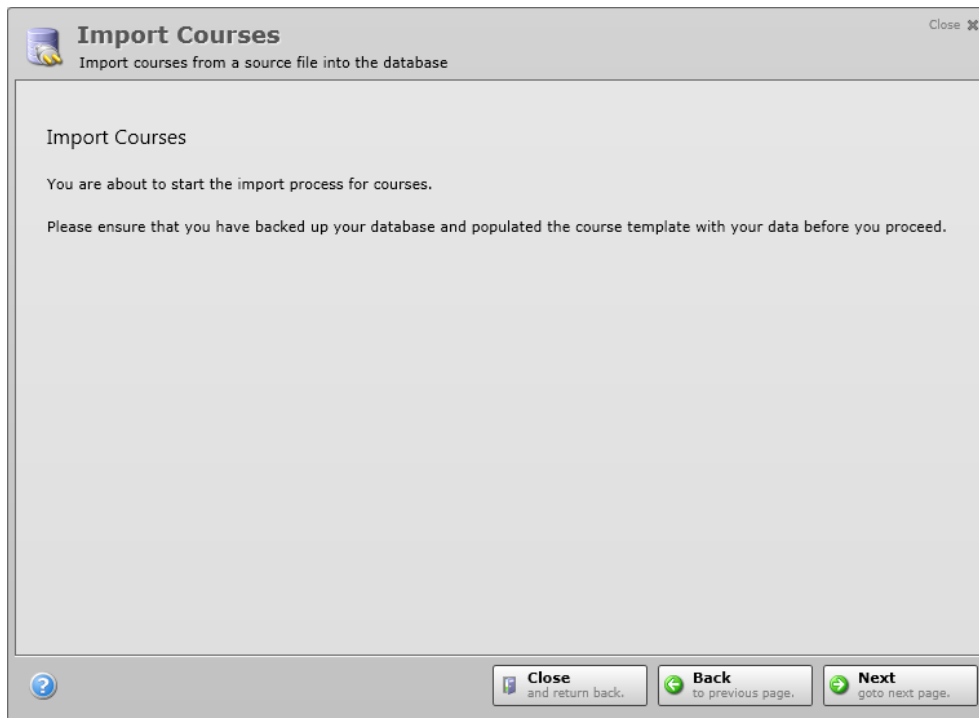 Import Courses
Close
Import courses from a source file into the database
Import Courses
You are about to start the import process for courses.
Please ensure that you have backed up your database and populated the course template with your data before you proceed.
?
Close
and return back.
Back
to previous page.
Next
goto next page.